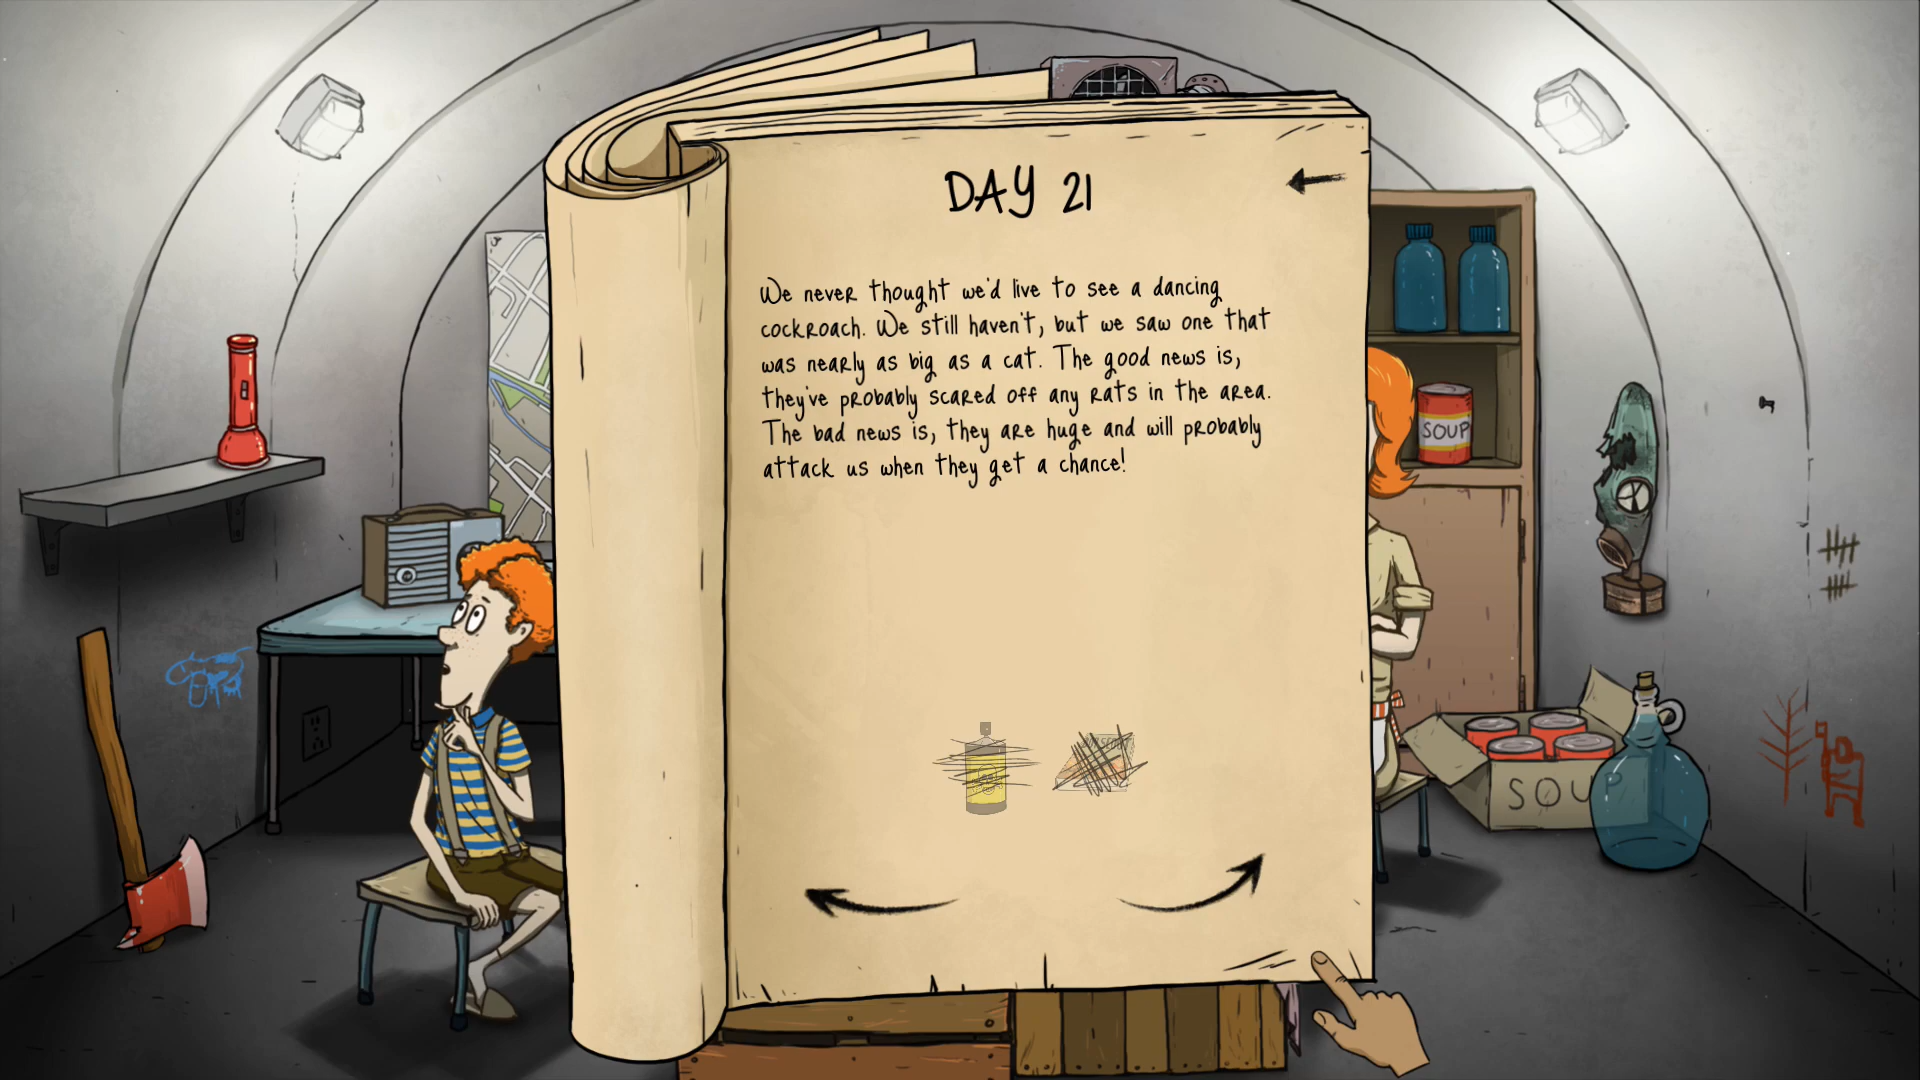 DAY 21
We never thought we'd live to see a dancing
cockroach. We still haven't, but we saw one that
was nearly as big as a cat. The good news is,
they've probably scared off any rats in the area.
The bad news is, they are huge and will probably
attack us when they get a chance!
SOUP
SOUP